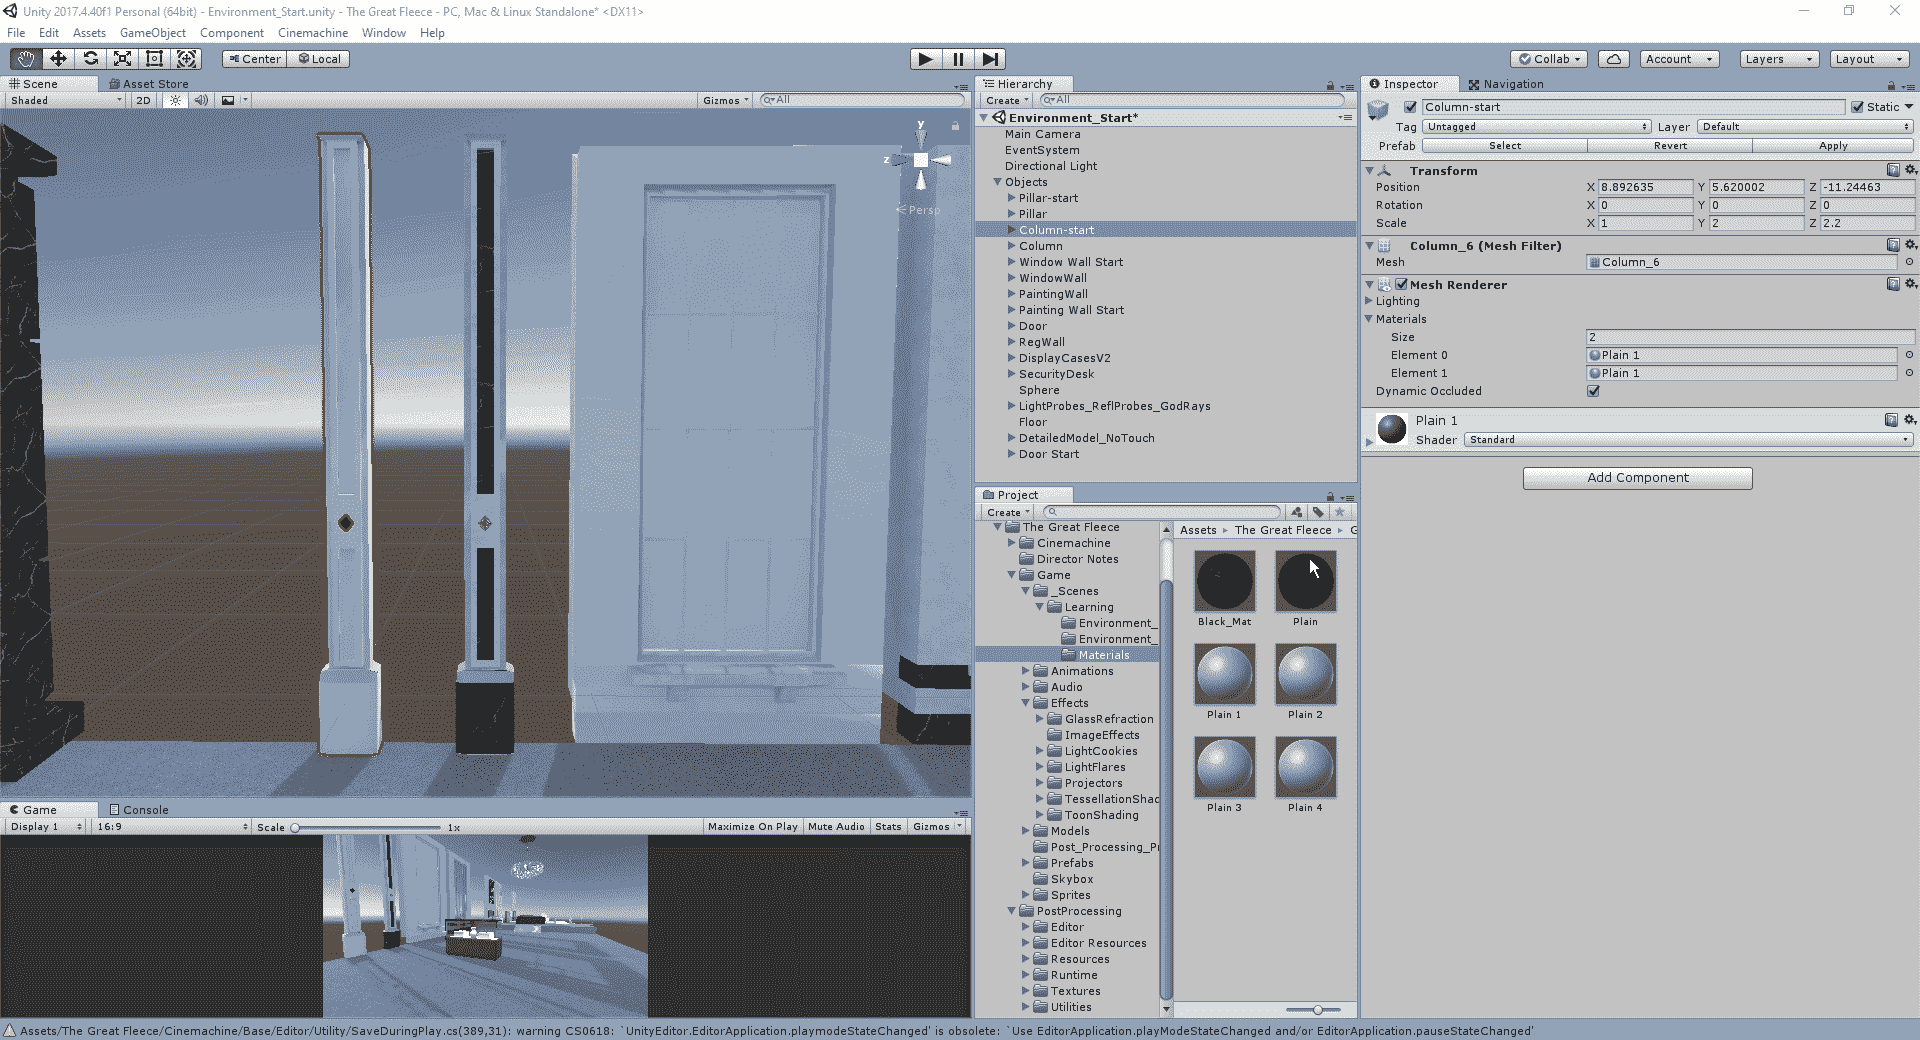 Unity 2017.4.40f1 Personal (64bit) - Environment_Start.unity - The Great Fleece - PC, Mac & Linux Standalone* <DX11>
File Edit Assets GameObject Component Cinemachine Window Help
Center Local Collab Account Layers Layout
Scene Asset Store
Shaded 2D Gizmos All
y
z
Persp
Game Console
Display 1 16:9 Scale 1x Maximize On Play Mute Audio Stats Gizmos
Hierarchy
Create All
Environment_Start*
Main Camera
EventSystem
Directional Light
Objects
Pillar-start
Pillar
Column-start
Column
Window Wall Start
WindowWall
PaintingWall
Painting Wall Start
Door
RegWall
DisplayCasesV2
SecurityDesk
Sphere
LightProbes_ReflProbes_GodRays
Floor
DetailedModel_NoTouch
Door Start
Project
Create
The Great Fleece
Cinemachine
Director Notes
Game
_Scenes
Learning
Environment_
Environment_
Materials
Animations
Audio
Effects
GlassRefraction
ImageEffects
LightCookies
LightFlares
Projectors
TessellationShad
ToonShading
Models
Post_Processing_Pr
Prefabs
Skybox
Sprites
PostProcessing
Editor
Editor Resources
Resources
Runtime
Textures
Utilities
Assets The Great Fleece G
Black_Mat Plain
Plain 1 Plain 2
Plain 3 Plain 4
Inspector Navigation
Column-start Static
Tag Untagged Layer Default
Prefab Select Revert Apply
Transform
Position X 8.892635 Y 5.620002 Z -11.24463
Rotation X 0 Y 0 Z 0
Scale X 1 Y 2 Z 2.2
Column_6 (Mesh Filter)
Mesh Column_6
Mesh Renderer
Lighting
Materials
Size 2
Element 0 Plain 1
Element 1 Plain 1
Dynamic Occluded
Plain 1
Shader Standard
Add Component
Assets/The Great Fleece/Cinemachine/Base/Editor/Utility/SaveDuringPlay.cs(389,31): warning CS0618: `UnityEditor.EditorApplication.playmodeStateChanged' is obsolete: `Use EditorApplication.playModeStateChanged and/or EditorApplication.pauseStateChanged'